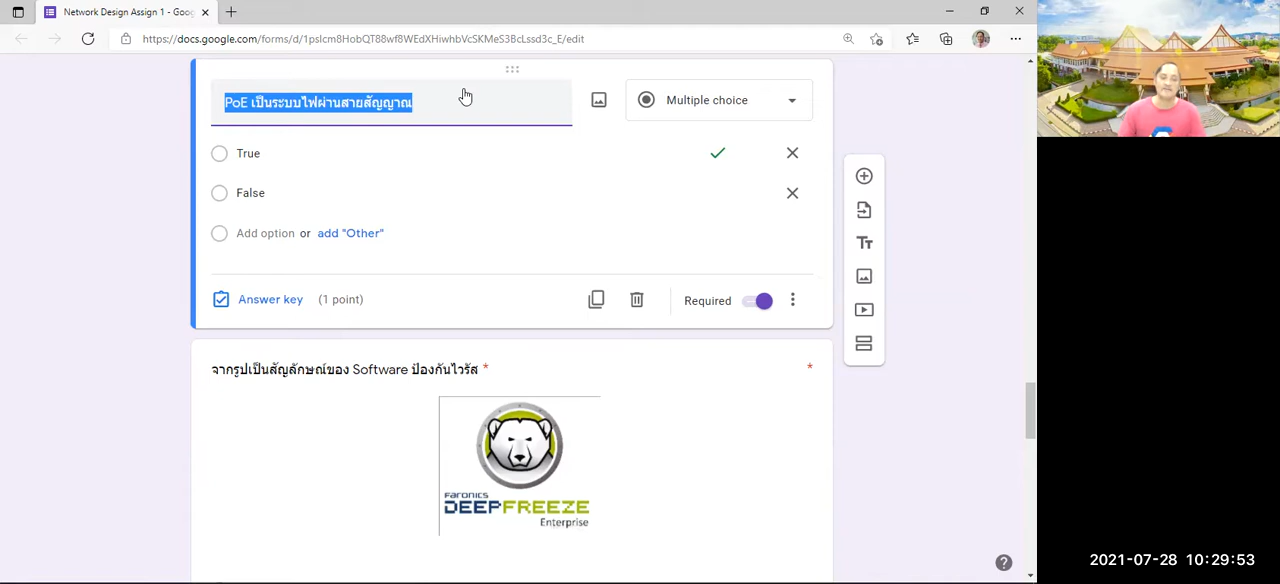 Network Design Assign 1 - Goog
https://docs.google.com/forms/d/1psIcm8HobQT88wf8WEdXHiwhbVcSKMeS3BcLssd3c_E/edit
PoE เป็นระบบไฟผ่านสายสัญญาณ
Multiple choice
True
False
Add option or add "Other"
Answer key (1 point)
Required
จากรูปเป็นสัญลักษณ์ของ Software ป้องกันไวรัส *
*
FARONICS
DEEPFREEZE
Enterprise
2021-07-28 10:29:53